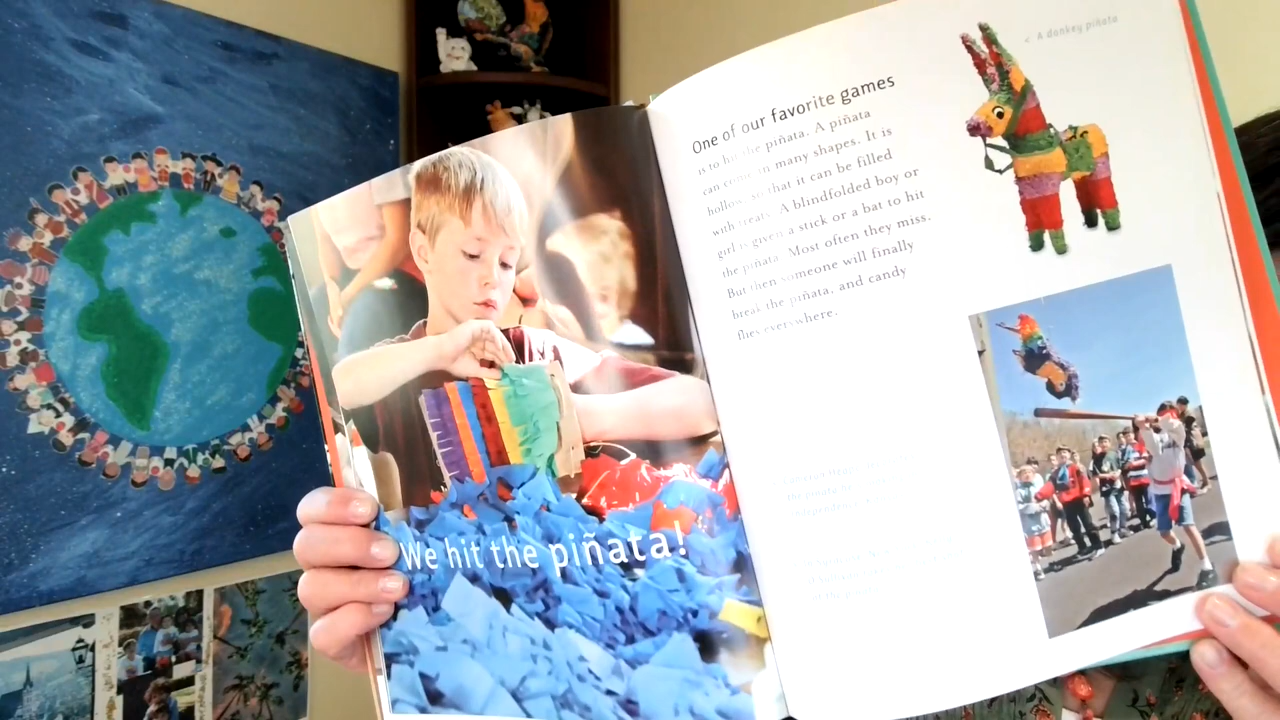 We hit the piñata!
One of our favorite games
is to hit the piñata. A piñata
can come in many shapes. It is
hollow, so that it can be filled
with treats. A blindfolded boy or
girl is given a stick or a bat to hit
the piñata. Most often they miss.
But then someone will finally
break the piñata, and candy
flies everywhere.
< A donkey piñata
the piñata